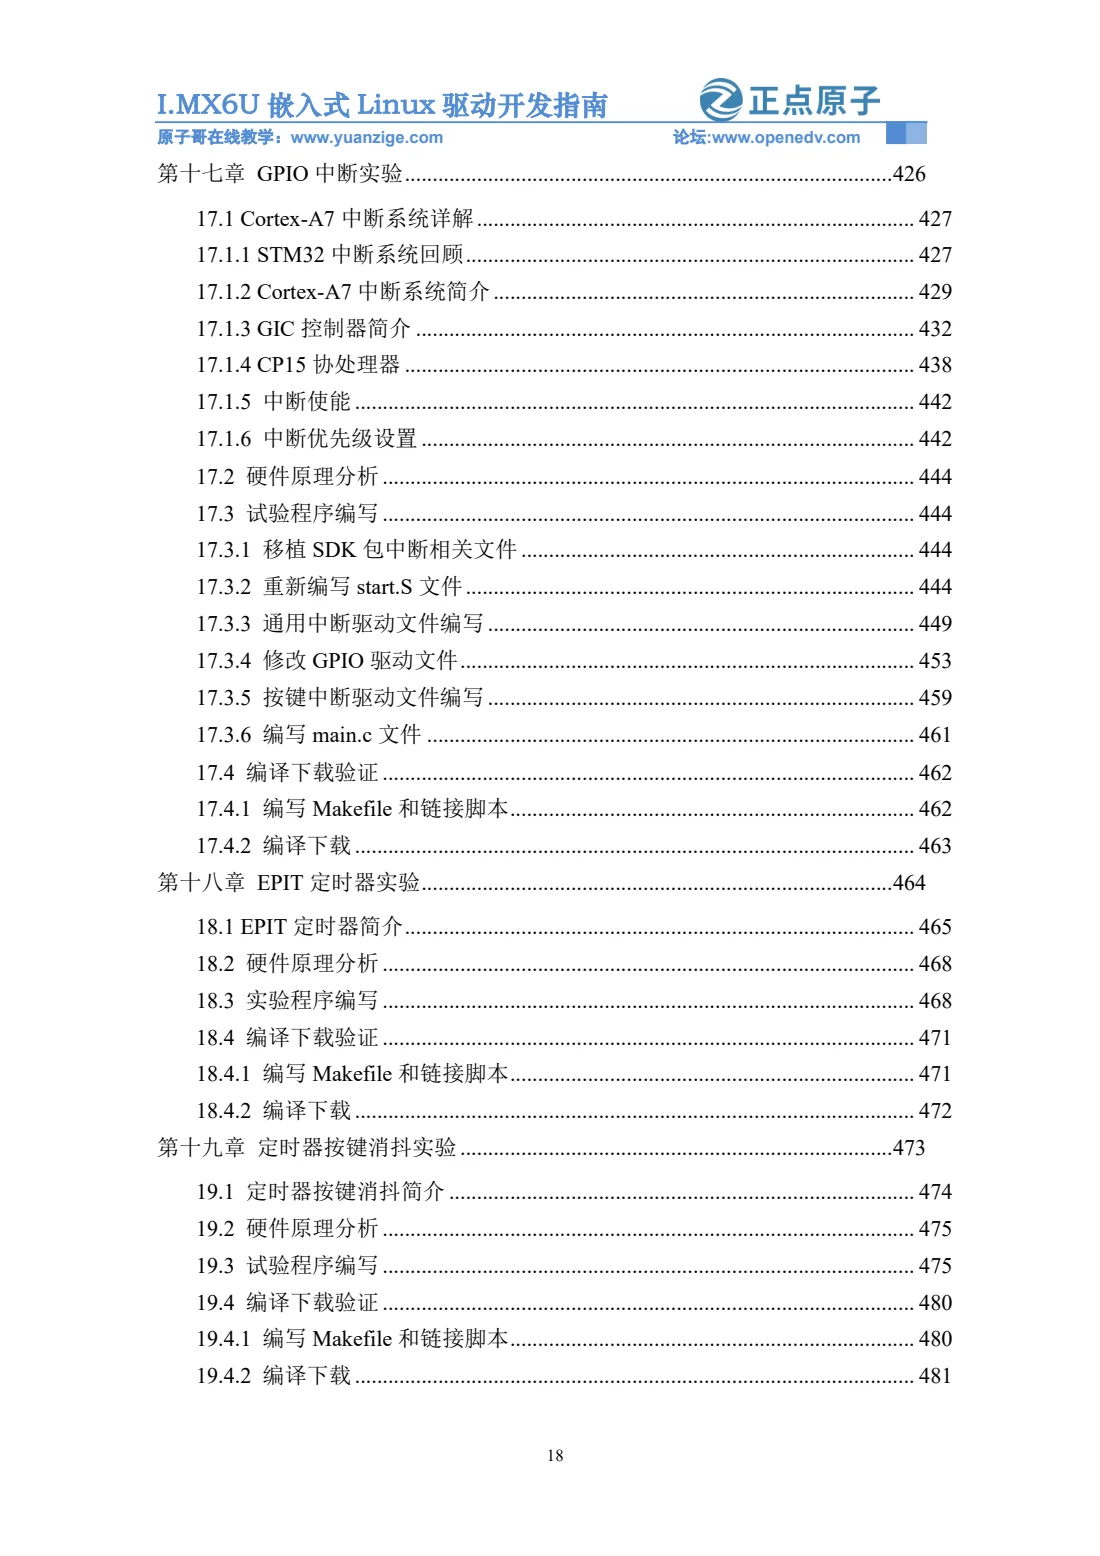 I.MX6U 嵌入式 Linux 驱动开发指南
正点原子
原子哥在线教学：www.yuanzige.com 论坛:www.openedv.com
第十七章 GPIO 中断实验........426
17.1 Cortex-A7 中断系统详解........427
17.1.1 STM32 中断系统回顾........427
17.1.2 Cortex-A7 中断系统简介........429
17.1.3 GIC 控制器简介........432
17.1.4 CP15 协处理器........438
17.1.5 中断使能........442
17.1.6 中断优先级设置........442
17.2 硬件原理分析........444
17.3 试验程序编写........444
17.3.1 移植 SDK 包中断相关文件........444
17.3.2 重新编写 start.S 文件........444
17.3.3 通用中断驱动文件编写........449
17.3.4 修改 GPIO 驱动文件........453
17.3.5 按键中断驱动文件编写........459
17.3.6 编写 main.c 文件........461
17.4 编译下载验证........462
17.4.1 编写 Makefile 和链接脚本........462
17.4.2 编译下载........463
第十八章 EPIT 定时器实验........464
18.1 EPIT 定时器简介........465
18.2 硬件原理分析........468
18.3 实验程序编写........468
18.4 编译下载验证........471
18.4.1 编写 Makefile 和链接脚本........471
18.4.2 编译下载........472
第十九章 定时器按键消抖实验........473
19.1 定时器按键消抖简介........474
19.2 硬件原理分析........475
19.3 试验程序编写........475
19.4 编译下载验证........480
19.4.1 编写 Makefile 和链接脚本........480
19.4.2 编译下载........481
18